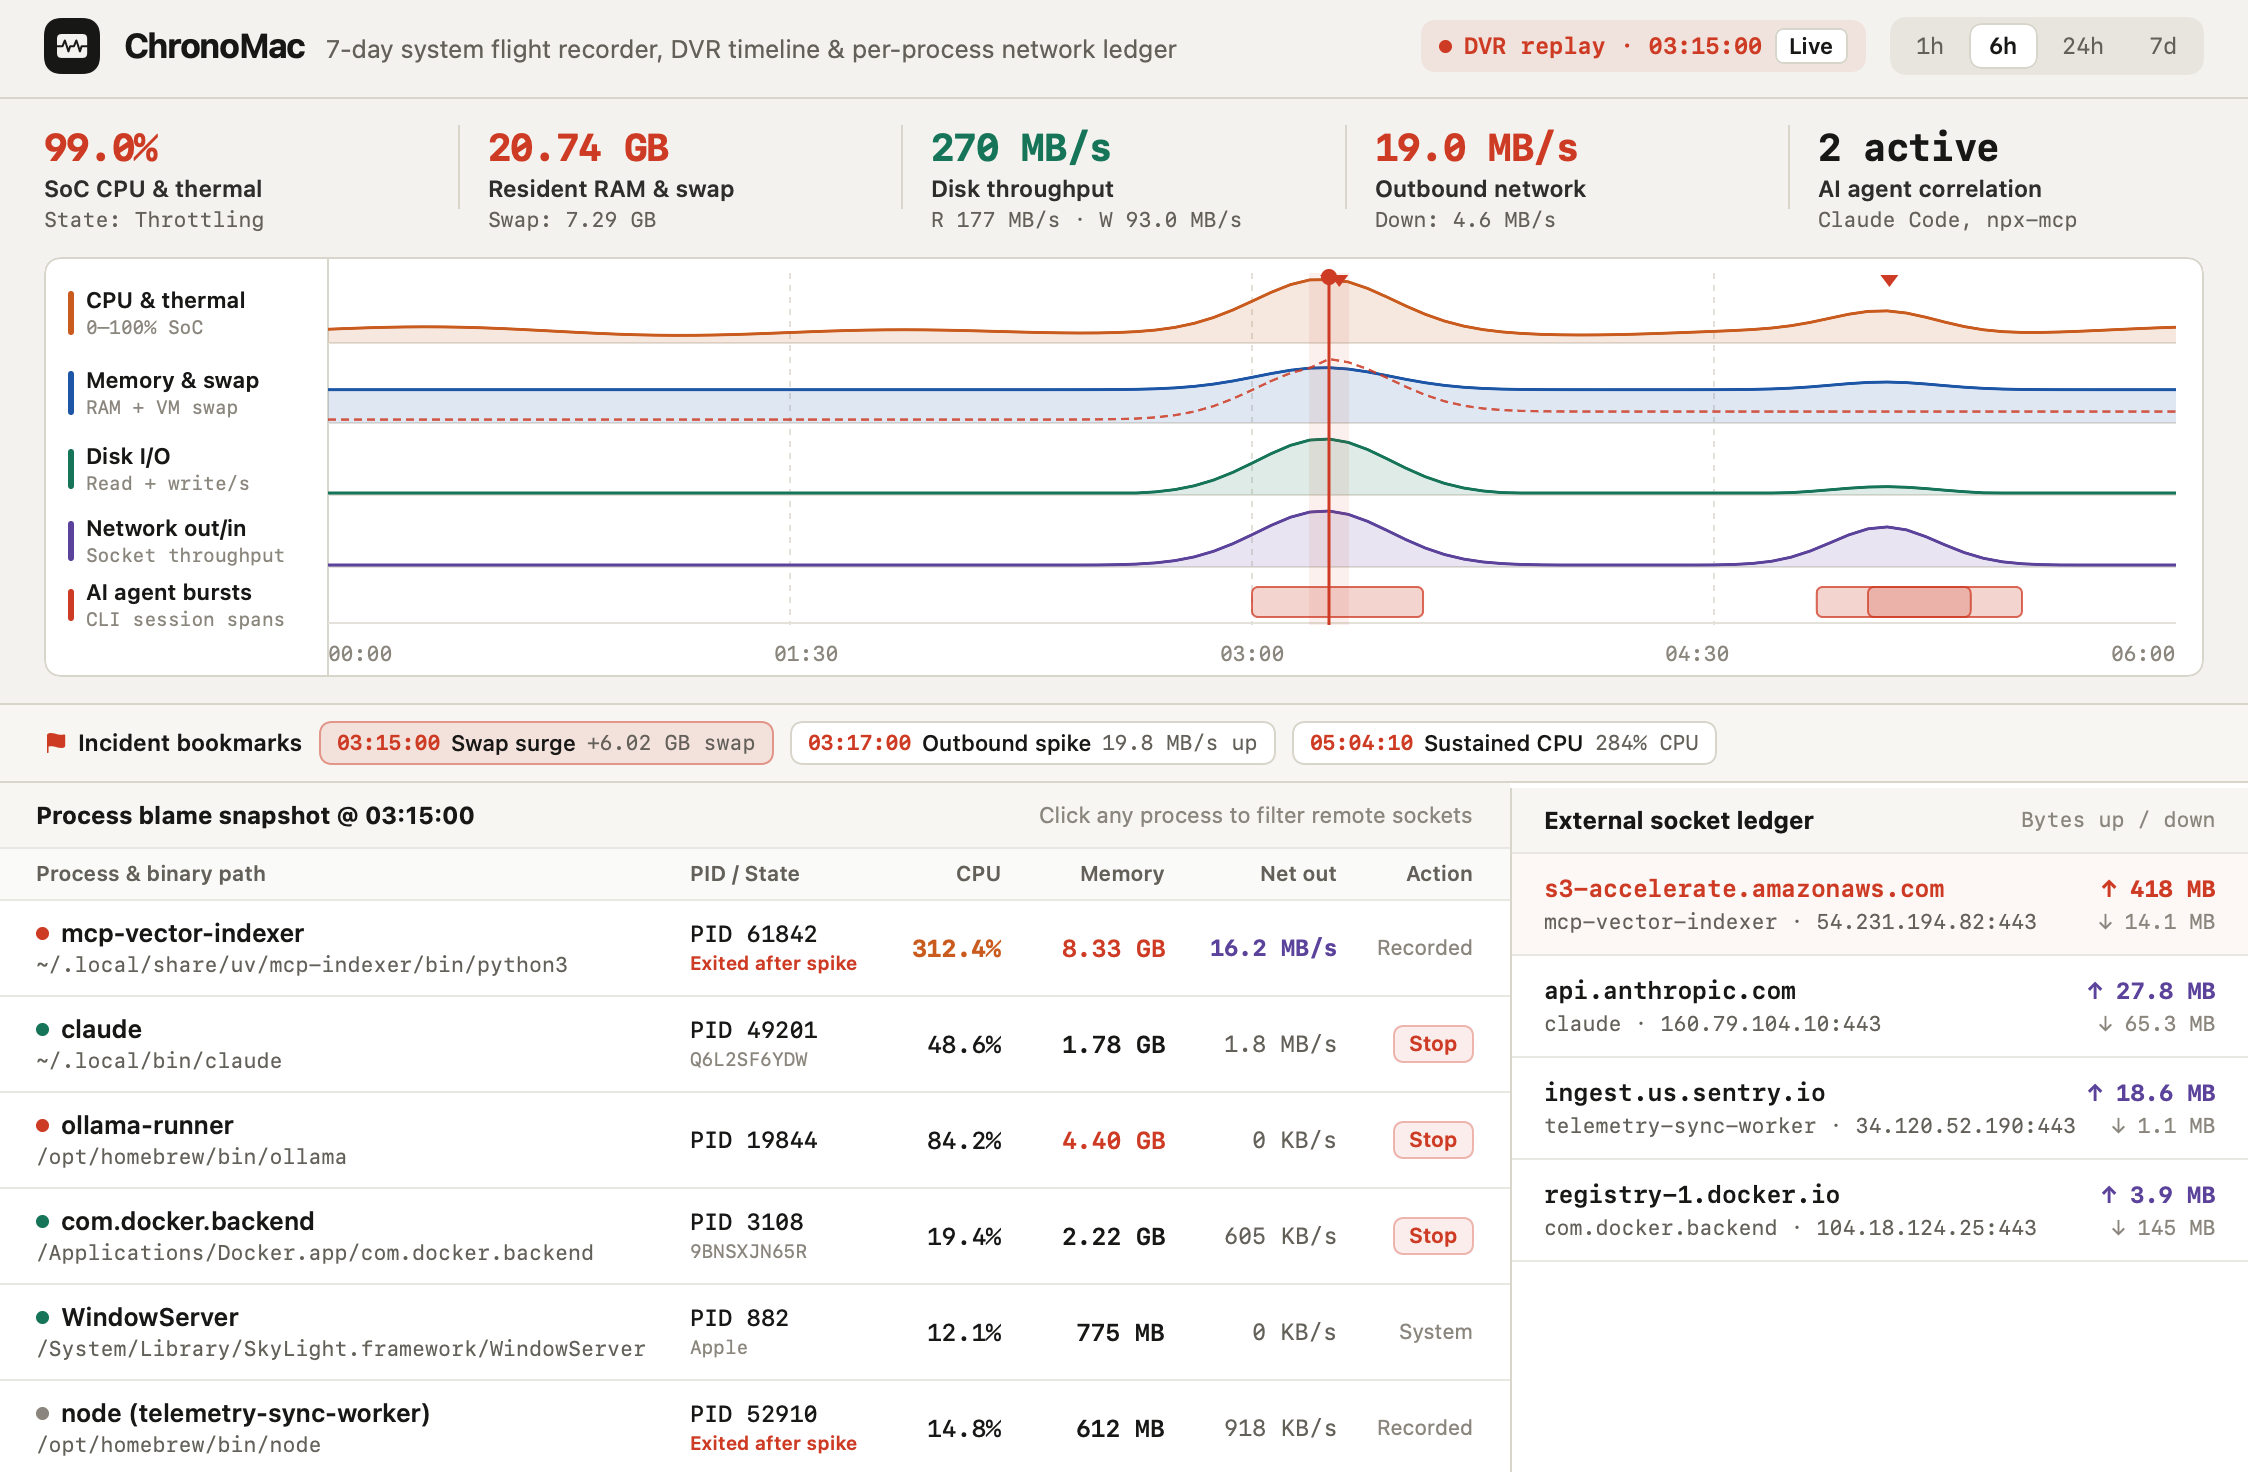 ChronoMac 7-day system flight recorder, DVR timeline & per-process network ledger
DVR replay · 03:15:00 Live
1h 6h 24h 7d
99.0%
SoC CPU & thermal
State: Throttling
20.74 GB
Resident RAM & swap
Swap: 7.29 GB
270 MB/s
Disk throughput
R 177 MB/s · W 93.0 MB/s
19.0 MB/s
Outbound network
Down: 4.6 MB/s
2 active
AI agent correlation
Claude Code, npx-mcp
CPU & thermal
0–100% SoC
Memory & swap
RAM + VM swap
Disk I/O
Read + write/s
Network out/in
Socket throughput
AI agent bursts
CLI session spans
00:00 01:30 03:00 04:30 06:00
Incident bookmarks
03:15:00 Swap surge +6.02 GB swap
03:17:00 Outbound spike 19.8 MB/s up
05:04:10 Sustained CPU 284% CPU
Process blame snapshot @ 03:15:00 Click any process to filter remote sockets
Process & binary path PID / State CPU Memory Net out Action
mcp-vector-indexer
~/.local/share/uv/mcp-indexer/bin/python3
PID 61842
Exited after spike
312.4% 8.33 GB 16.2 MB/s Recorded
claude
~/.local/bin/claude
PID 49201
Q6L2SF6YDW
48.6% 1.78 GB 1.8 MB/s Stop
ollama-runner
/opt/homebrew/bin/ollama
PID 19844
84.2% 4.40 GB 0 KB/s Stop
com.docker.backend
/Applications/Docker.app/com.docker.backend
PID 3108
9BNSXJN65R
19.4% 2.22 GB 605 KB/s Stop
WindowServer
/System/Library/SkyLight.framework/WindowServer
PID 882
Apple
12.1% 775 MB 0 KB/s System
node (telemetry-sync-worker)
/opt/homebrew/bin/node
PID 52910
Exited after spike
14.8% 612 MB 918 KB/s Recorded
External socket ledger Bytes up / down
s3-accelerate.amazonaws.com ↑ 418 MB
mcp-vector-indexer · 54.231.194.82:443 ↓ 14.1 MB
api.anthropic.com ↑ 27.8 MB
claude · 160.79.104.10:443 ↓ 65.3 MB
ingest.us.sentry.io ↑ 18.6 MB
telemetry-sync-worker · 34.120.52.190:443 ↓ 1.1 MB
registry-1.docker.io ↑ 3.9 MB
com.docker.backend · 104.18.124.25:443 ↓ 145 MB